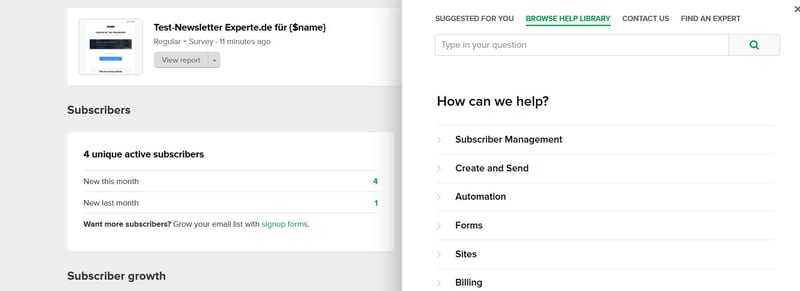 Test-Newsletter Experte.de für {$name}
Regular + Survey · 11 minutes ago
View report
Subscribers
4 unique active subscribers
New this month 4
New last month 1
Want more subscribers? Grow your email list with signup forms.
Subscriber growth
SUGGESTED FOR YOU BROWSE HELP LIBRARY CONTACT US FIND AN EXPERT
Type in your question
How can we help?
Subscriber Management
Create and Send
Automation
Forms
Sites
Billing